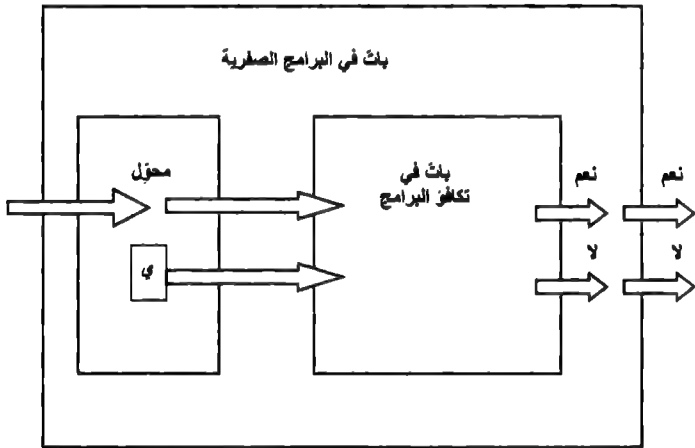 باتّ في البرامج الصفرية
محوّل
باتّ في
تكافؤ البرامج
نعم
نعم
لا
لا
ي